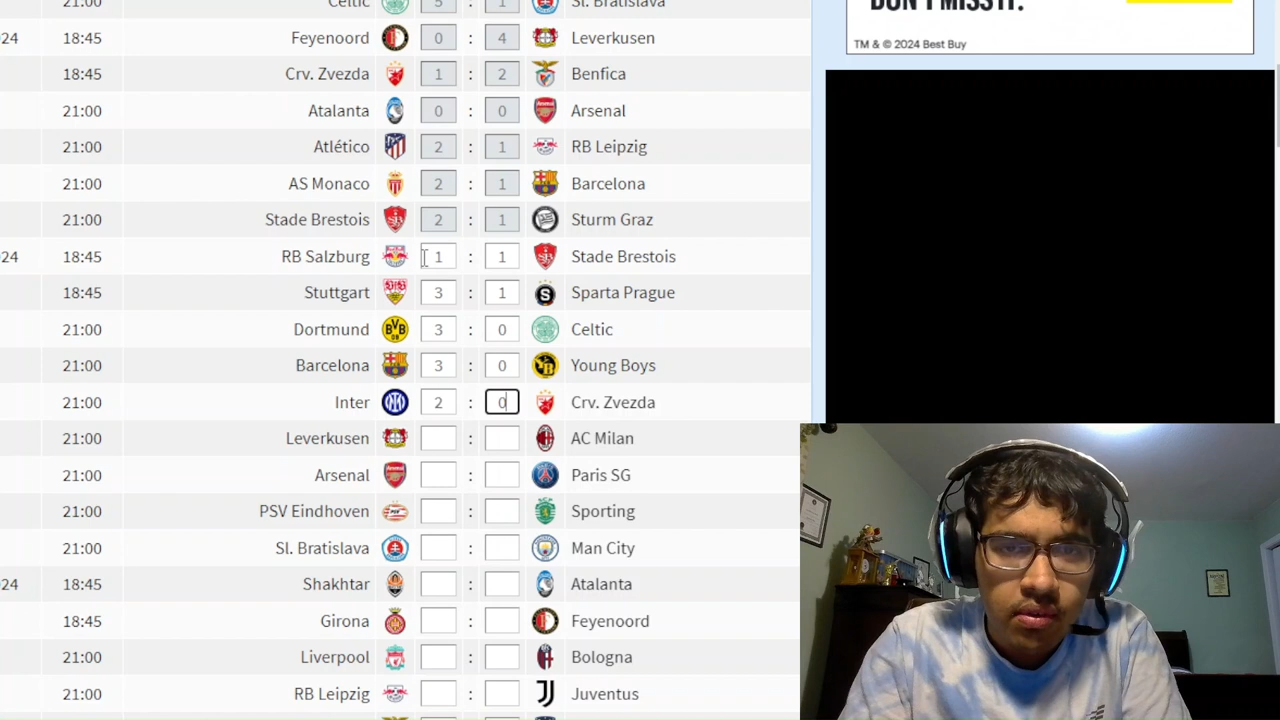 Celtic 5 : 1 Sl. Bratislava
DON'T MISS IT.
24 18:45 Feyenoord 0 : 4 Leverkusen
TM & © 2024 Best Buy
18:45 Crv. Zvezda 1 : 2 Benfica
21:00 Atalanta 0 : 0 Arsenal
21:00 Atlético 2 : 1 RB Leipzig
21:00 AS Monaco 2 : 1 Barcelona
21:00 Stade Brestois 2 : 1 Sturm Graz
24 18:45 RB Salzburg 1 : 1 Stade Brestois
18:45 Stuttgart 3 : 1 Sparta Prague
21:00 Dortmund 3 : 0 Celtic
21:00 Barcelona 3 : 0 Young Boys
21:00 Inter 2 : 0 Crv. Zvezda
21:00 Leverkusen : AC Milan
21:00 Arsenal : Paris SG
21:00 PSV Eindhoven : Sporting
21:00 Sl. Bratislava : Man City
24 18:45 Shakhtar : Atalanta
18:45 Girona : Feyenoord
21:00 Liverpool : Bologna
21:00 RB Leipzig : Juventus